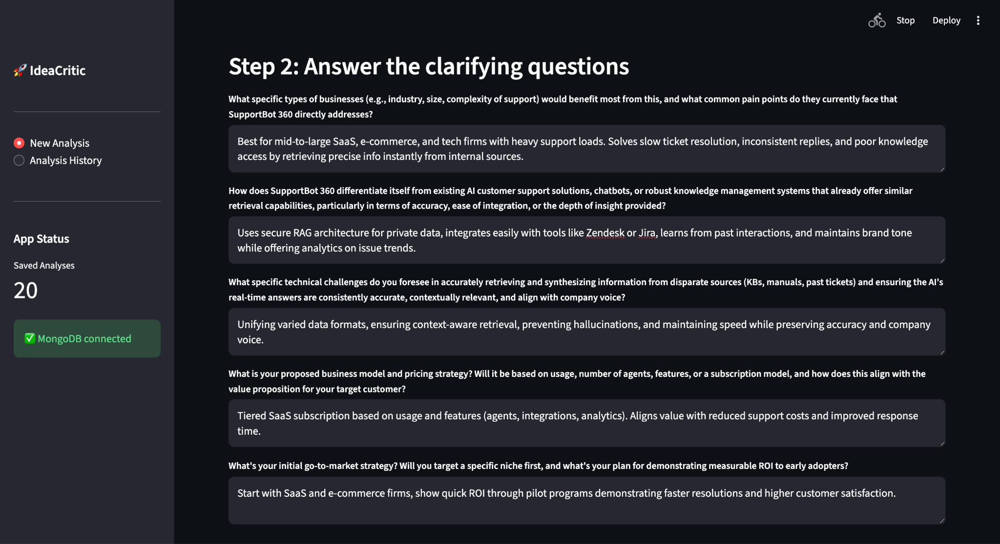 Stop
Deploy
🚀 IdeaCritic
New Analysis
Analysis History
App Status
Saved Analyses
20
✅ MongoDB connected
Step 2: Answer the clarifying questions
What specific types of businesses (e.g., industry, size, complexity of support) would benefit most from this, and what common pain points do they currently face that
SupportBot 360 directly addresses?
Best for mid-to-large SaaS, e-commerce, and tech firms with heavy support loads. Solves slow ticket resolution, inconsistent replies, and poor knowledge
access by retrieving precise info instantly from internal sources.
How does SupportBot 360 differentiate itself from existing AI customer support solutions, chatbots, or robust knowledge management systems that already offer similar
retrieval capabilities, particularly in terms of accuracy, ease of integration, or the depth of insight provided?
Uses secure RAG architecture for private data, integrates easily with tools like Zendesk or Jira, learns from past interactions, and maintains brand tone
while offering analytics on issue trends.
What specific technical challenges do you foresee in accurately retrieving and synthesizing information from disparate sources (KBs, manuals, past tickets) and ensuring the AI's
real-time answers are consistently accurate, contextually relevant, and align with company voice?
Unifying varied data formats, ensuring context-aware retrieval, preventing hallucinations, and maintaining speed while preserving accuracy and company
voice.
What is your proposed business model and pricing strategy? Will it be based on usage, number of agents, features, or a subscription model, and how does this align with the
value proposition for your target customer?
Tiered SaaS subscription based on usage and features (agents, integrations, analytics). Aligns value with reduced support costs and improved response
time.
What's your initial go-to-market strategy? Will you target a specific niche first, and what's your plan for demonstrating measurable ROI to early adopters?
Start with SaaS and e-commerce firms, show quick ROI through pilot programs demonstrating faster resolutions and higher customer satisfaction.